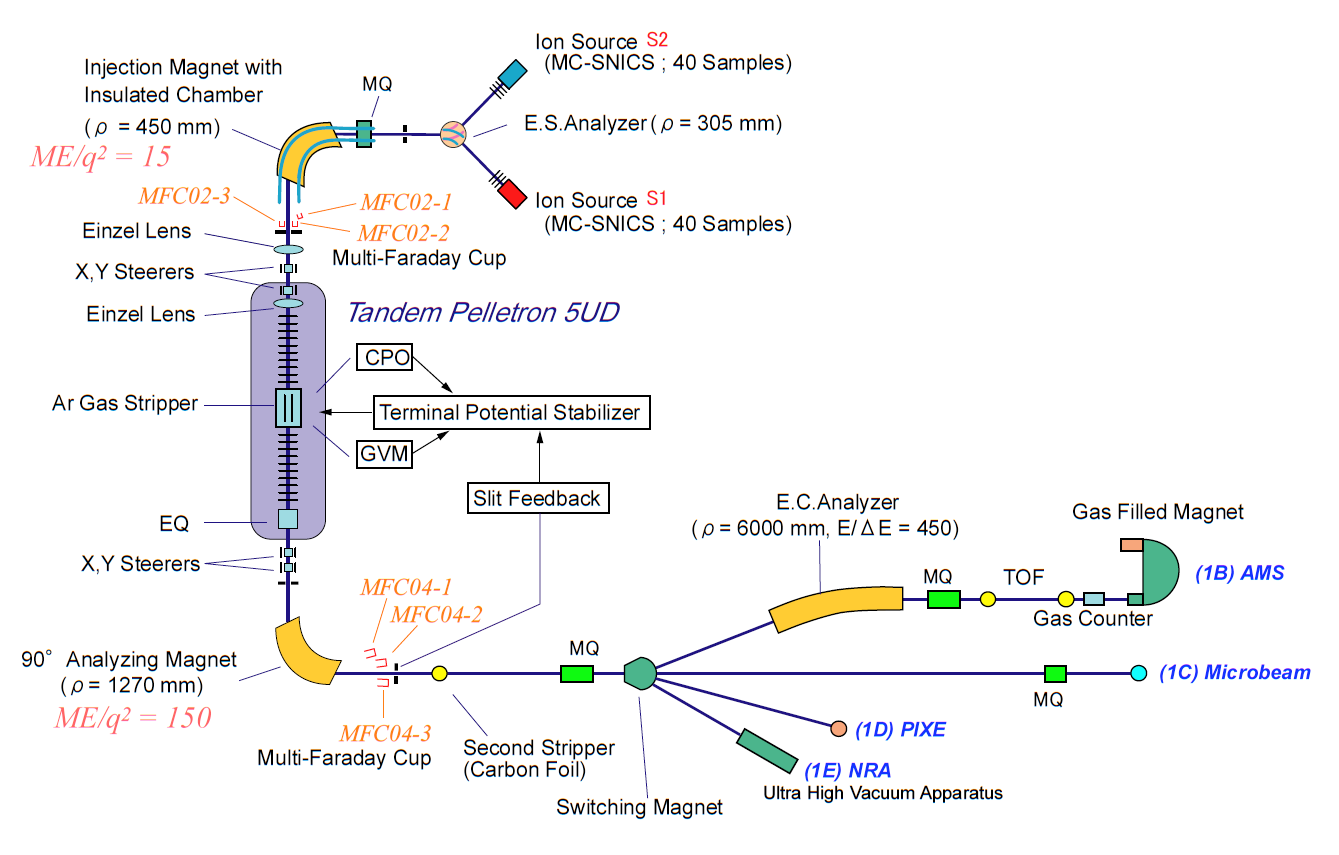 Ion Source S2
(MC-SNICS ; 40 Samples)
Injection Magnet with
Insulated Chamber
(ρ = 450 mm)
ME/q² = 15
MQ
E.S.Analyzer (ρ = 305 mm)
Ion Source S1
(MC-SNICS ; 40 Samples)
MFC02-3
MFC02-1
MFC02-2
Multi-Faraday Cup
Einzel Lens
X,Y Steerers
Einzel Lens
Tandem Pelletron 5UD
CPO
Ar Gas Stripper
Terminal Potential Stabilizer
GVM
Slit Feedback
EQ
X,Y Steerers
E.C.Analyzer
(ρ = 6000 mm, E/ΔE = 450)
Gas Filled Magnet
MQ
TOF
(1B) AMS
Gas Counter
MFC04-1
MFC04-2
90° Analyzing Magnet
(ρ = 1270 mm)
ME/q² = 150
MFC04-3
Multi-Faraday Cup
MQ
(1C) Microbeam
MQ
Second Stripper
(Carbon Foil)
(1D) PIXE
(1E) NRA
Ultra High Vacuum Apparatus
Switching Magnet